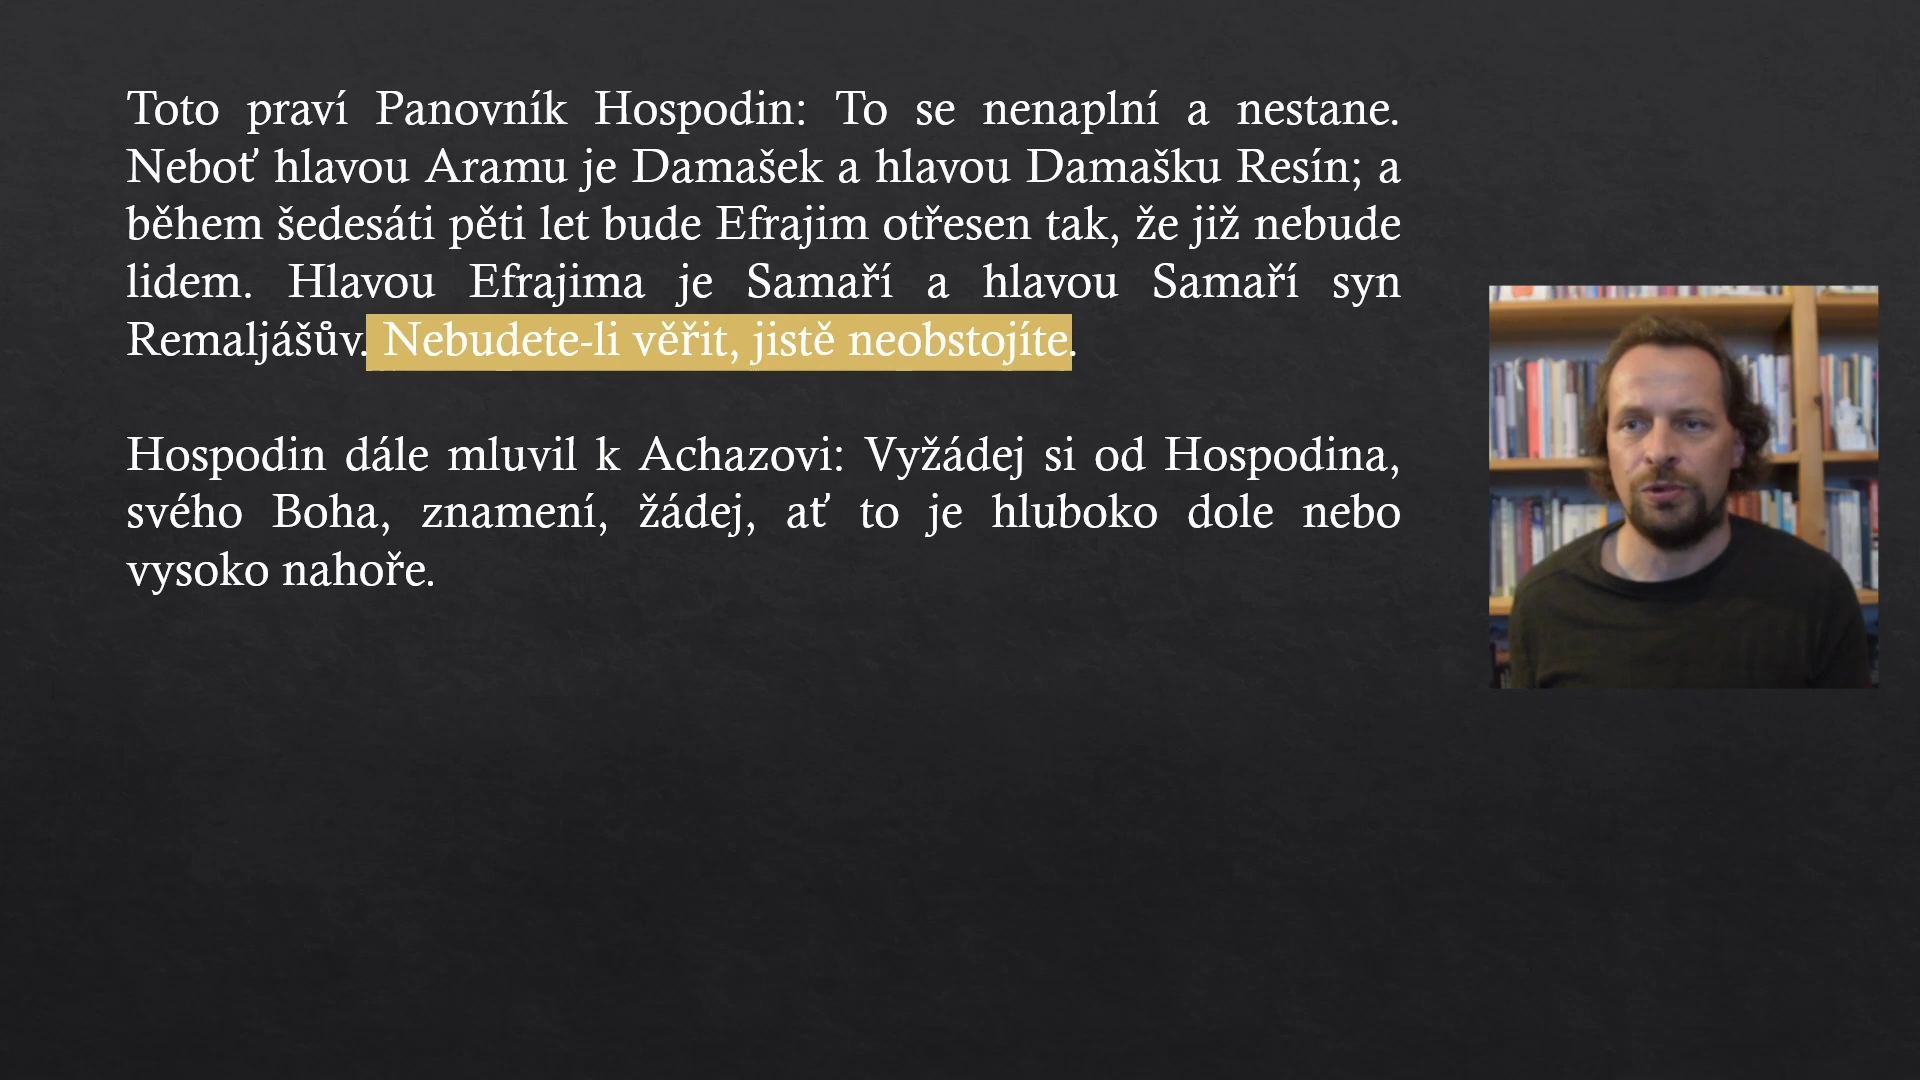 Toto praví Panovník Hospodin: To se nenaplní a nestane.
Neboť hlavou Aramu je Damašek a hlavou Damašku Resín; a
během šedesáti pěti let bude Efrajim otřesen tak, že již nebude
lidem. Hlavou Efrajima je Samaří a hlavou Samaří syn
Remaljášův. Nebudete-li věřit, jistě neobstojíte.
Hospodin dále mluvil k Achazovi: Vyžádej si od Hospodina,
svého Boha, znamení, žádej, ať to je hluboko dole nebo
vysoko nahoře.